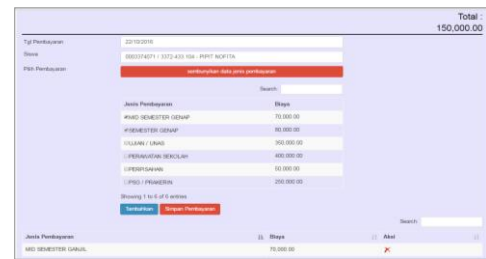 Total :
150,000.00
Tgl Pembayaran
22/10/2016
Siswa
PIPIT NOFITA
Pilih Pembayaran
sembunyikan data jenis pembayaran
Search:
Jenis Pembayaran Biaya
MID SEMESTER GENAP 70,000.00
SEMESTER GENAP 80,000.00
UJIAN / UNAS 350,000.00
PERAWATAN SEKOLAH 400,000.00
PERPISAHAN 50,000.00
PSG / PRAKERIN 250,000.00
Showing 1 to 6 of 6 entries
Tambahkan Simpan Pembayaran
Search:
Jenis Pembayaran Biaya Aksi
MID SEMESTER GANJIL 70,000.00